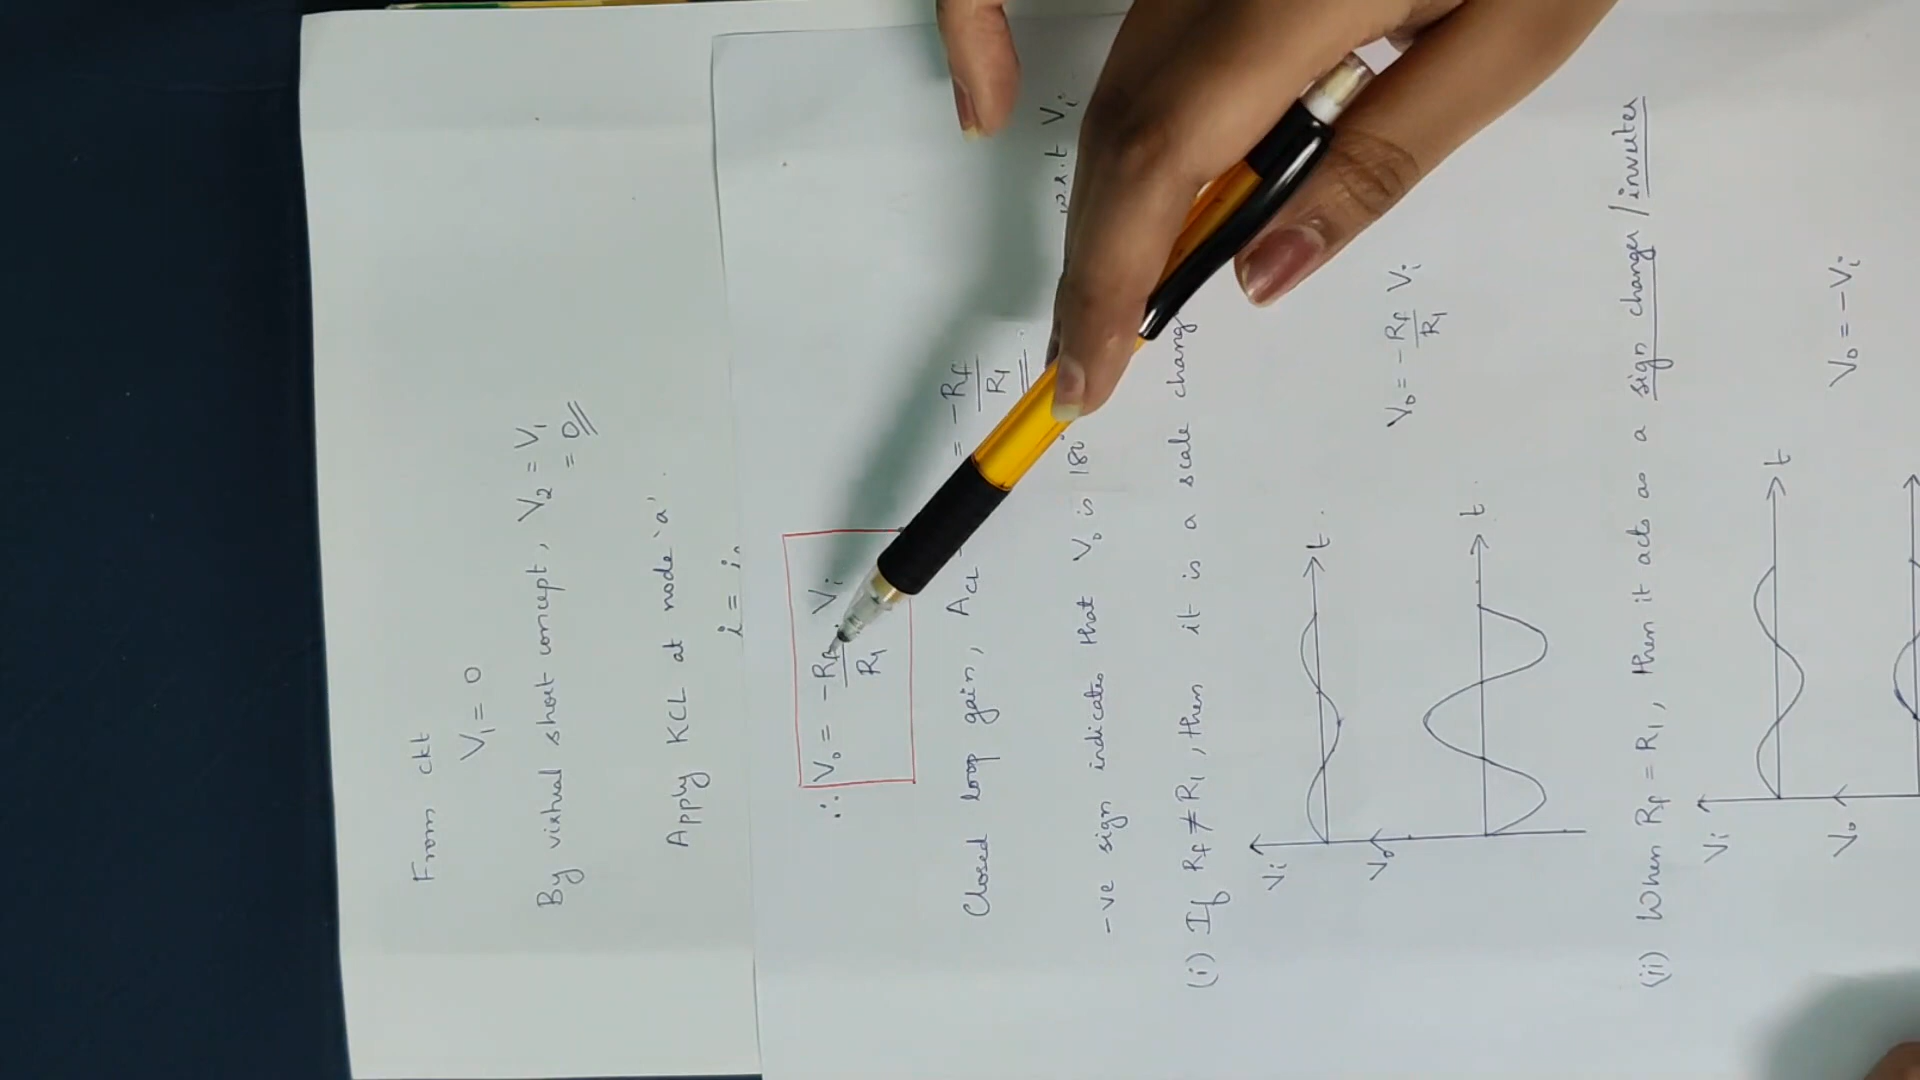 From ckt
V₁ = 0
By virtual short concept, V₂ = V₁
= 0
Apply KCL at node 'a'.
i =
∴ V₀ = -Rf/R₁ Vi
Closed loop gain, ACL = -Rf/R₁.
-ve sign indicates that V₀ is 180° w.r.t Vi
(i) If Rf ≠ R₁, then it is a scale chang
Vi
t
V₀ = -Rf/R₁ Vi
V₀
t
(ii) When Rf = R₁, then it acts as a sign changer/inverter
Vi
t
V₀ = -Vi
V₀